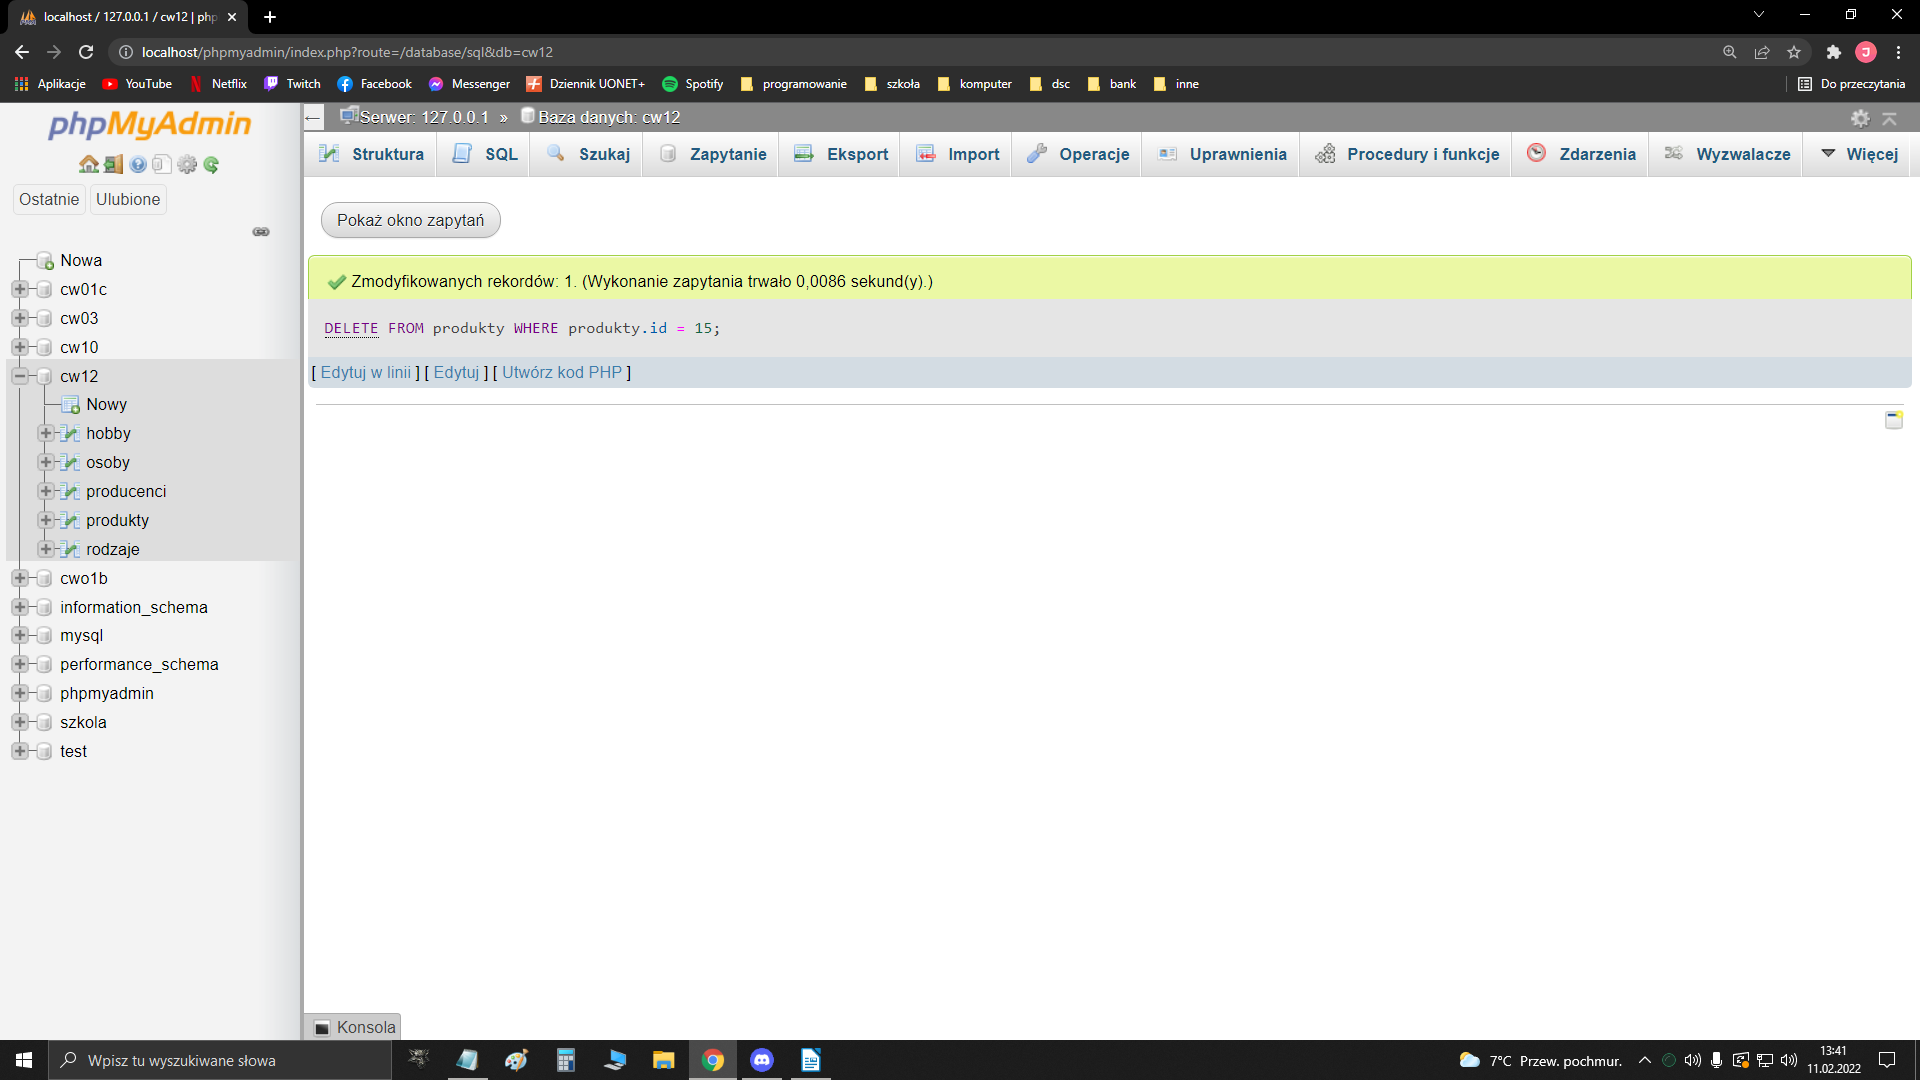 localhost / 127.0.0.1 / cw12 | php
localhost/phpmyadmin/index.php?route=/database/sql&db=cw12
Aplikacje YouTube Netflix Twitch Facebook Messenger Dziennik UONET+ Spotify programowanie szkoła komputer dsc bank inne Do przeczytania
phpMyAdmin
Ostatnie Ulubione
Nowa
cw01c
cw03
cw10
cw12
Nowy
hobby
osoby
producenci
produkty
rodzaje
cwo1b
information_schema
mysql
performance_schema
phpmyadmin
szkola
test
Serwer: 127.0.0.1 » Baza danych: cw12
Struktura SQL Szukaj Zapytanie Eksport Import Operacje Uprawnienia Procedury i funkcje Zdarzenia Wyzwalacze Więcej
Pokaż okno zapytań
Zmodyfikowanych rekordów: 1. (Wykonanie zapytania trwało 0,0086 sekund(y).)
DELETE FROM produkty WHERE produkty.id = 15;
[ Edytuj w linii ] [ Edytuj ] [ Utwórz kod PHP ]
Konsola
Wpisz tu wyszukiwane słowa
7°C Przew. pochmur.
13:41
11.02.2022
J